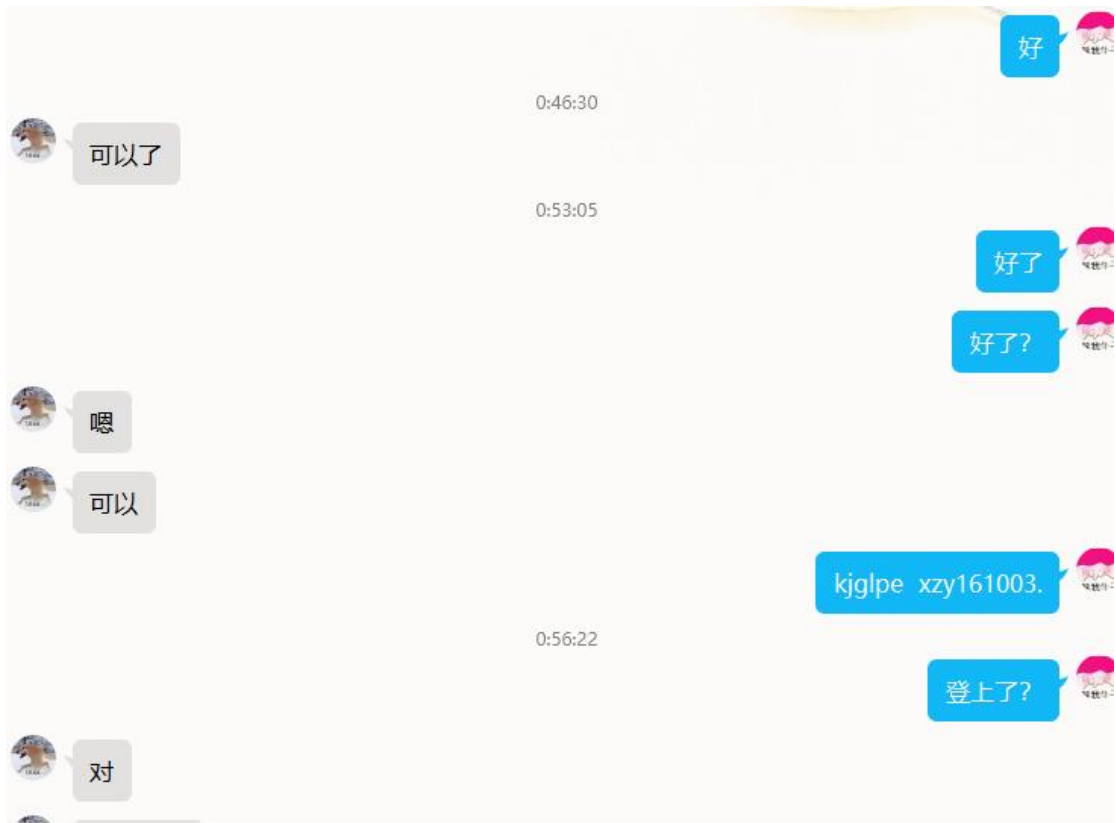 好
0:46:30
可以了
0:53:05
好了
好了?
嗯
可以
kjglpe  xzy161003.
0:56:22
登上了?
对